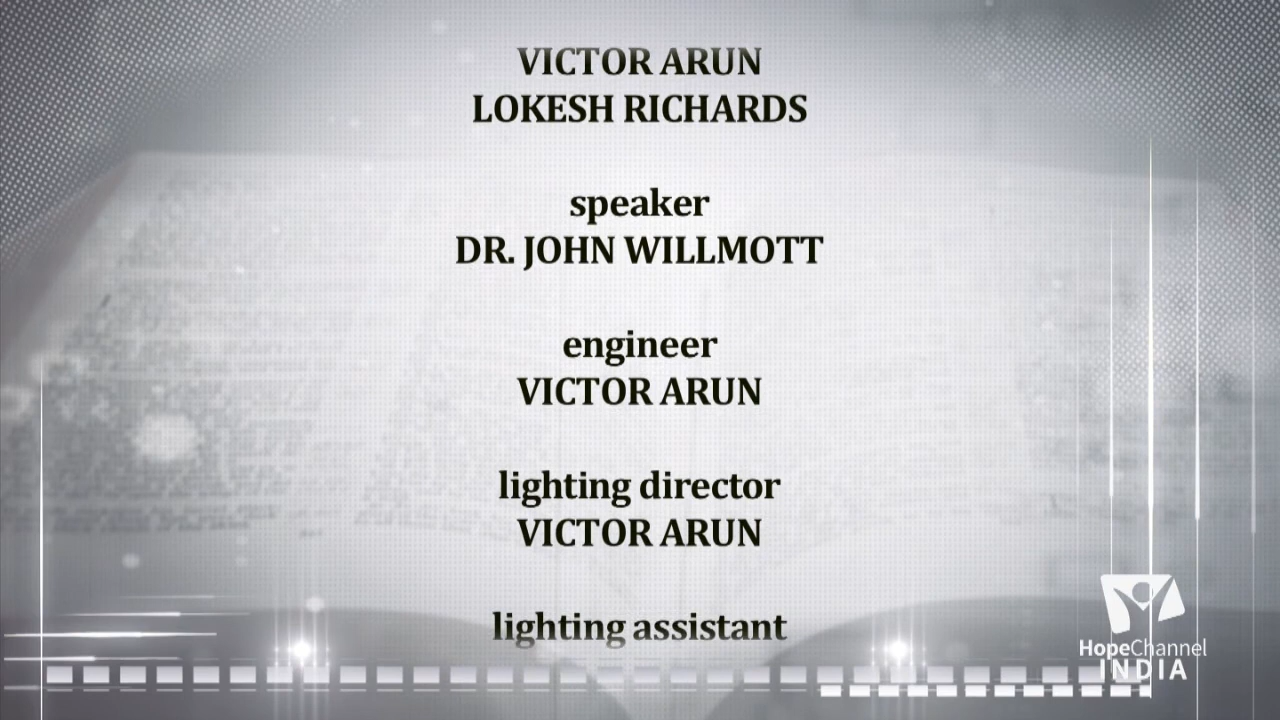 VICTOR ARUN
LOKESH RICHARDS
speaker
DR. JOHN WILLMOTT
engineer
VICTOR ARUN
lighting director
VICTOR ARUN
lighting assistant
HopeChannel
INDIA